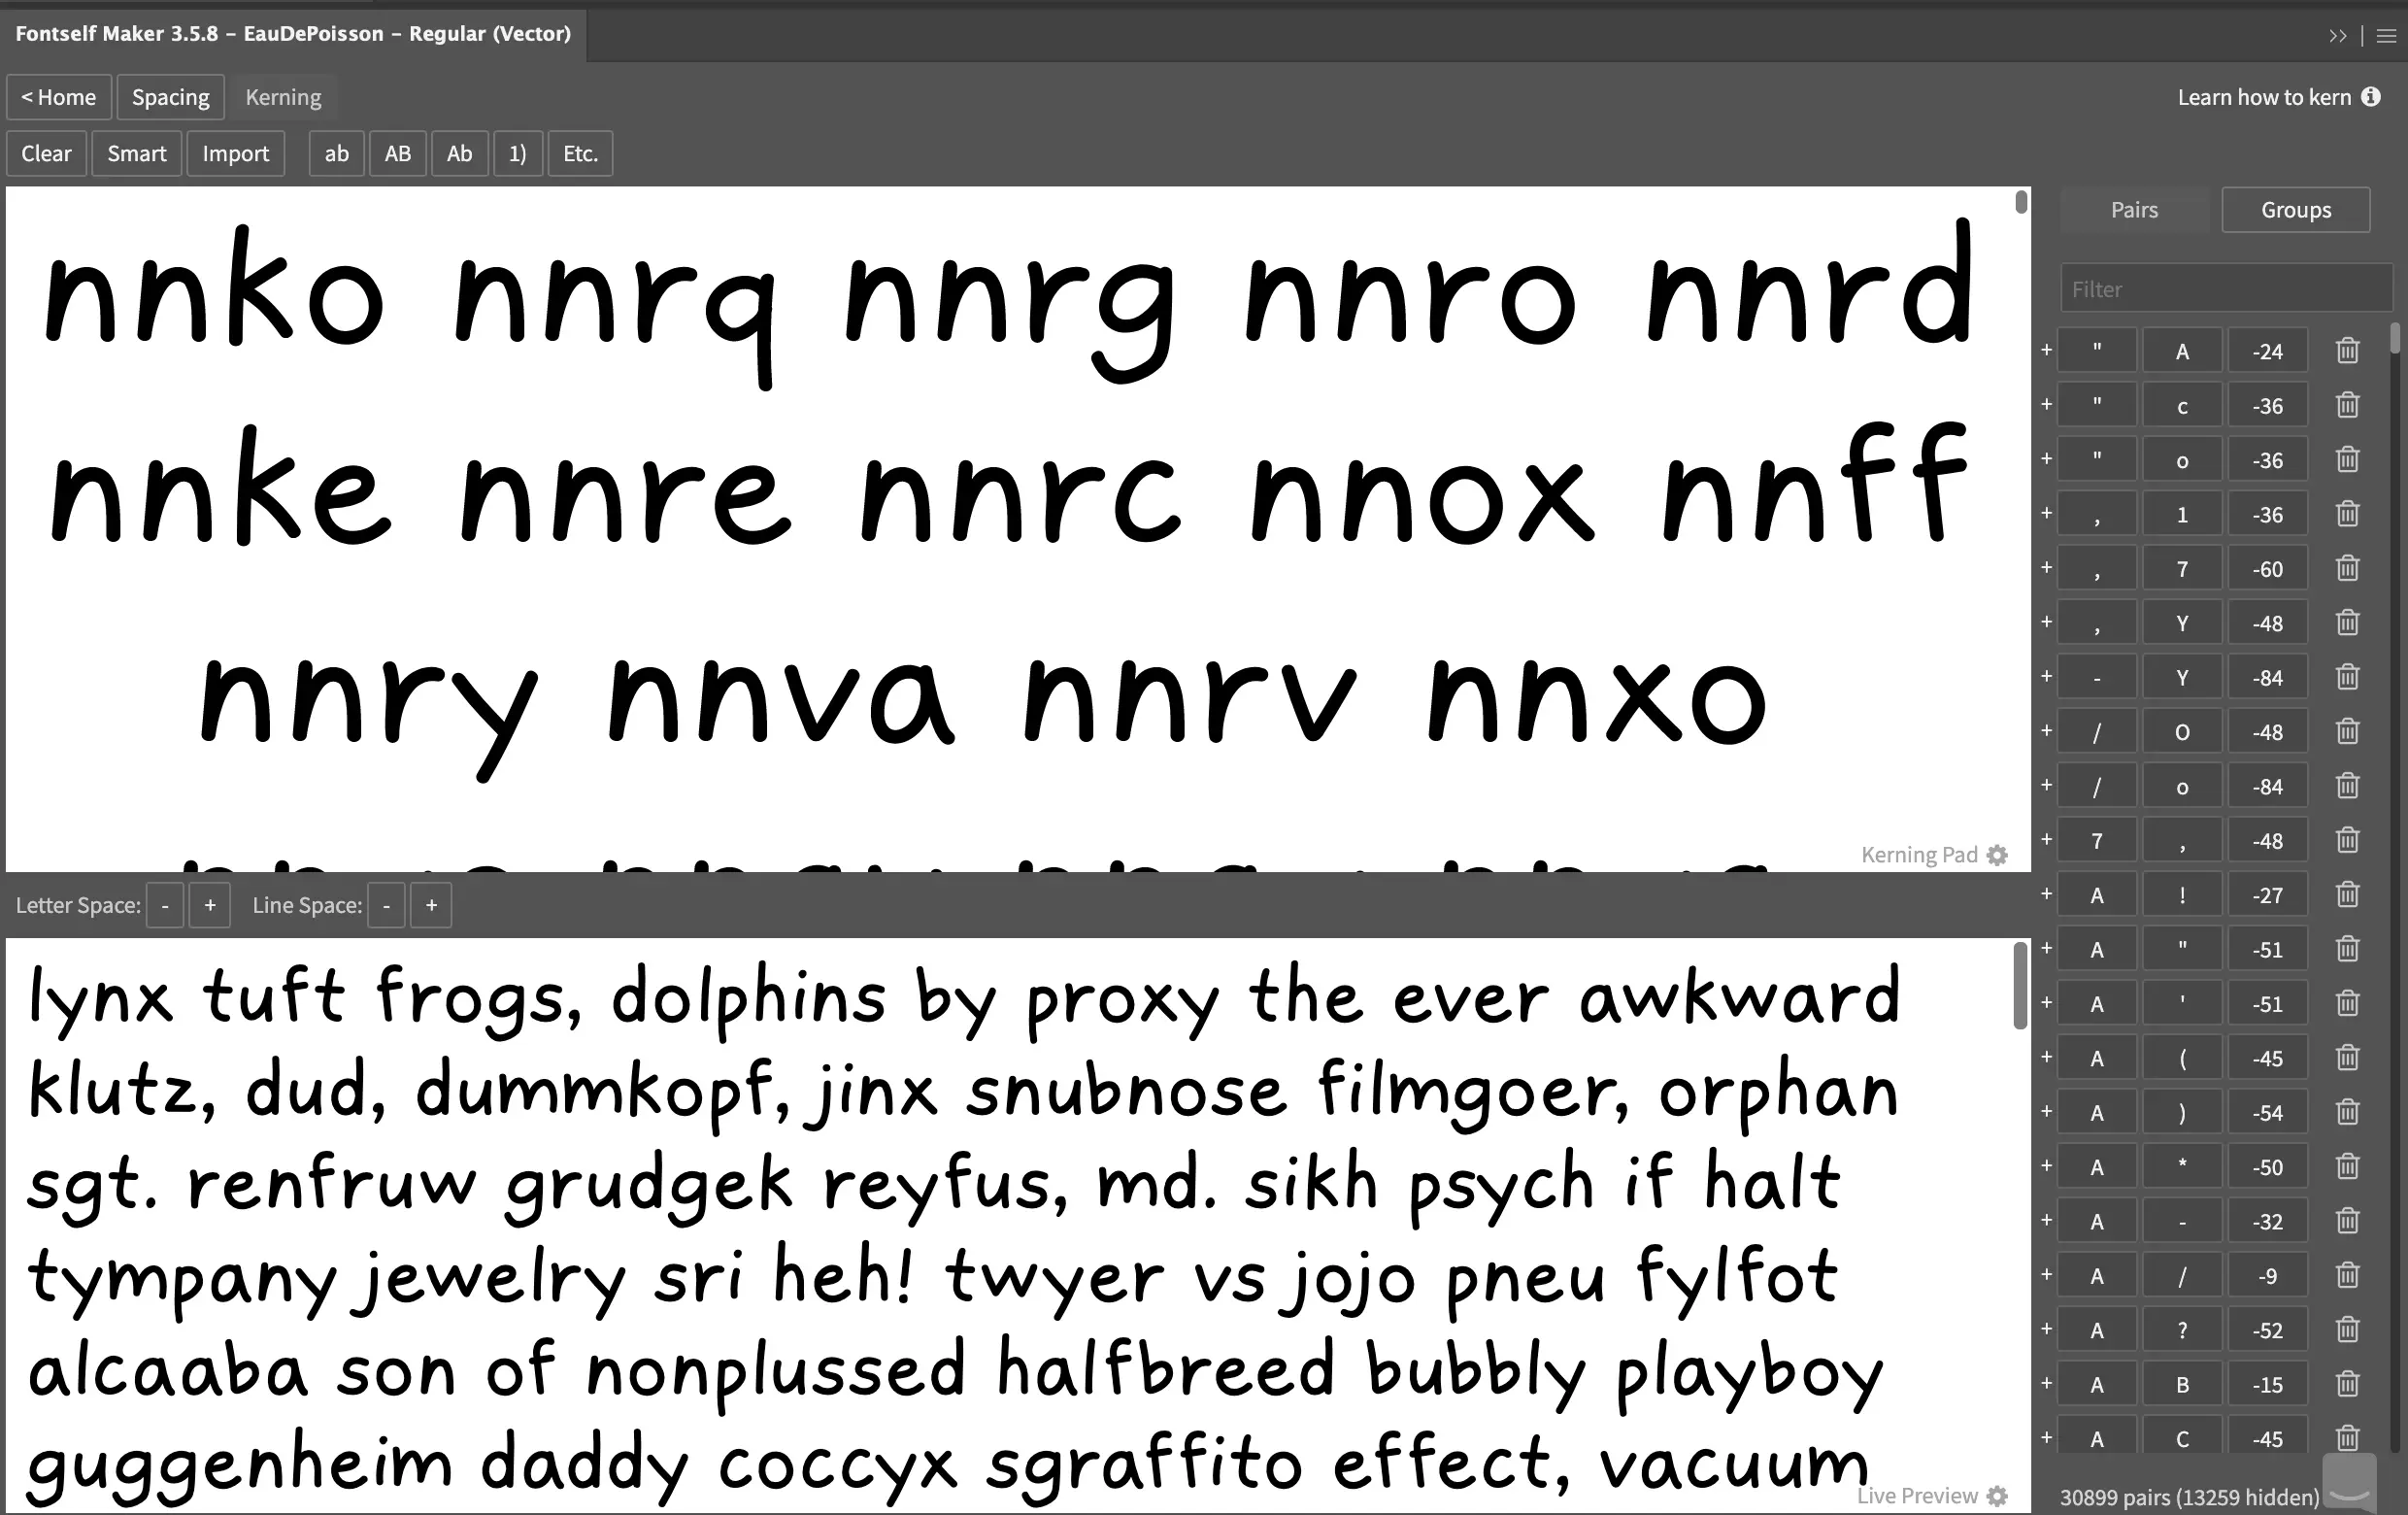 Fontself Maker 3.5.8 – EauDePoisson – Regular (Vector)
< Home Spacing Kerning
Learn how to kern
Clear Smart Import ab AB Ab 1) Etc.
nnko nnrq nnrg nnro nnrd
nnke nnre nnrc nnox nnff
nnry nnva nnrv nnxo
Kerning Pad
Letter Space: - + Line Space: - +
lynx tuft frogs, dolphins by proxy the ever awkward
klutz, dud, dummkopf, jinx snubnose filmgoer, orphan
sgt. renfruw grudgek reyfus, md. sikh psych if halt
tympany jewelry sri heh! twyer vs jojo pneu fylfot
alcaaba son of nonplussed halfbreed bubbly playboy
guggenheim daddy coccyx sgraffito effect, vacuum
Live Preview
Pairs Groups
Filter
+ " A -24
+ " c -36
+ " o -36
+ , 1 -36
+ , 7 -60
+ , Y -48
+ - Y -84
+ / O -48
+ / o -84
+ 7 , -48
+ A ! -27
+ A " -51
+ A ' -51
+ A ( -45
+ A ) -54
+ A * -50
+ A - -32
+ A / -9
+ A ? -52
+ A B -15
+ A C -45
30899 pairs (13259 hidden)